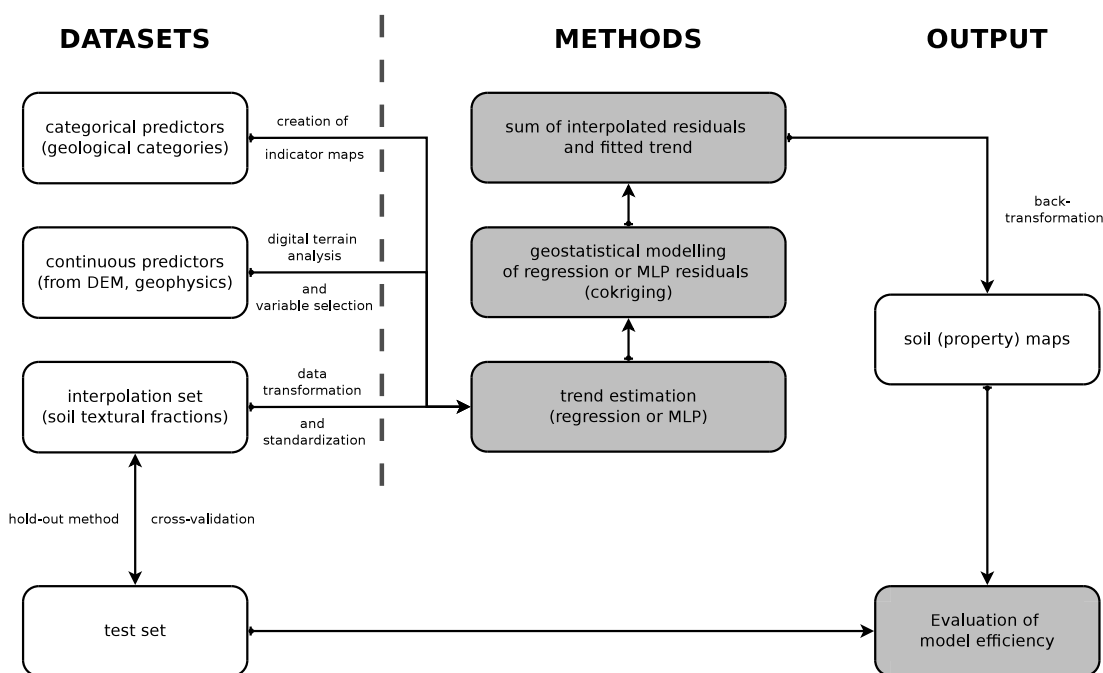 DATASETS
METHODS
OUTPUT
categorical predictors
(geological categories)
creation of
indicator maps
sum of interpolated residuals
and fitted trend
back-
transformation
continuous predictors
(from DEM, geophysics)
digital terrain
analysis
and
variable selection
geostatistical modelling
of regression or MLP residuals
(cokriging)
soil (property) maps
interpolation set
(soil textural fractions)
data
transformation
and
standardization
trend estimation
(regression or MLP)
hold-out method
cross-validation
test set
Evaluation of
model efficiency